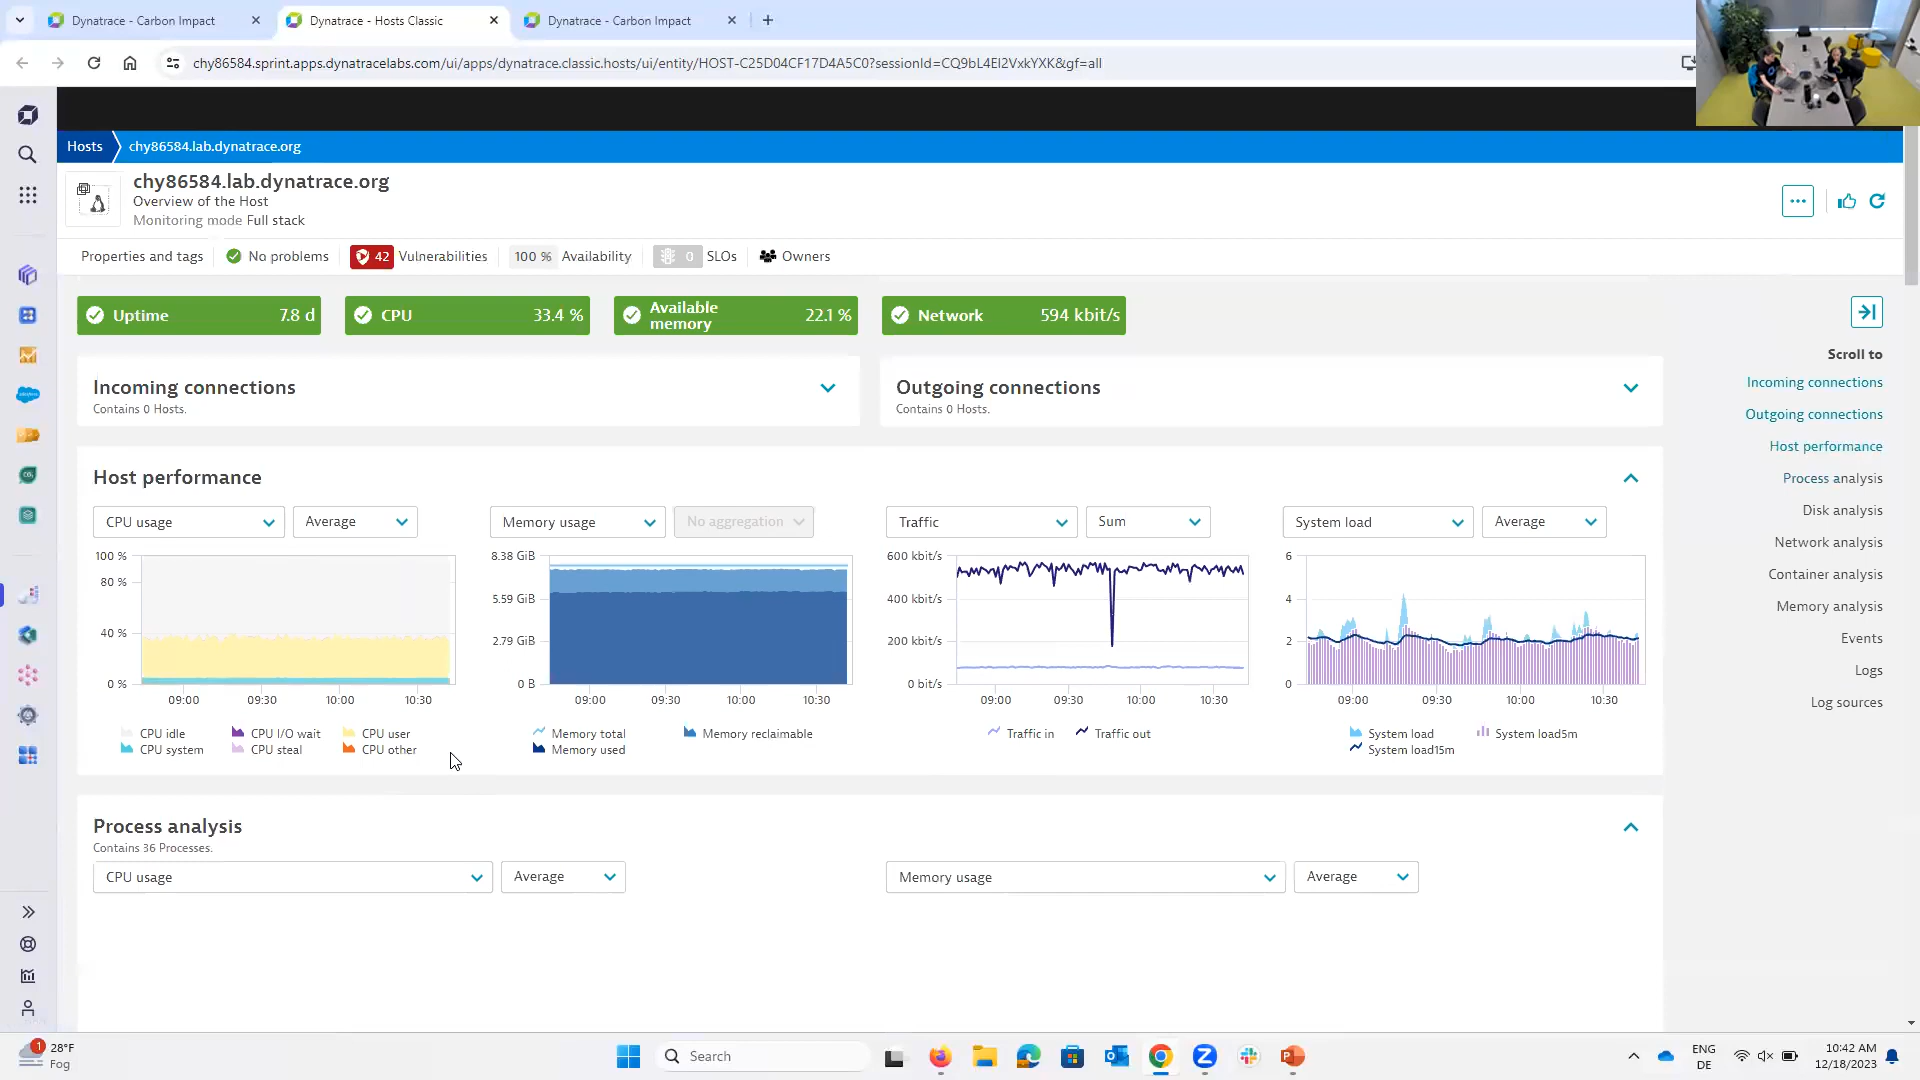 Dynatrace - Carbon Impact
Dynatrace - Hosts Classic
Dynatrace - Carbon Impact
chy86584.sprint.apps.dynatracelabs.com/ui/apps/dynatrace.classic.hosts/ui/entity/HOST-C25D04CF17D4A5C0?sessionId=CQ9bL4El2VxkYXK&gf=all
Hosts
chy86584.lab.dynatrace.org
chy86584.lab.dynatrace.org
Overview of the Host
Monitoring mode Full stack
Properties and tags
No problems
42 Vulnerabilities
100 % Availability
0 SLOs
Owners
Uptime 7.8 d
CPU 33.4 %
Available memory 22.1 %
Network 594 kbit/s
Scroll to
Incoming connections
Outgoing connections
Host performance
Process analysis
Disk analysis
Network analysis
Container analysis
Memory analysis
Events
Logs
Log sources
Incoming connections
Contains 0 Hosts.
Outgoing connections
Contains 0 Hosts.
Host performance
CPU usage
Average
100 %
80 %
40 %
0 %
09:00 09:30 10:00 10:30
CPU idle
CPU I/O wait
CPU user
CPU system
CPU steal
CPU other
Memory usage
No aggregation
8.38 GiB
5.59 GiB
2.79 GiB
0 B
09:00 09:30 10:00 10:30
Memory total
Memory reclaimable
Memory used
Traffic
Sum
600 kbit/s
400 kbit/s
200 kbit/s
0 bit/s
09:00 09:30 10:00 10:30
Traffic in
Traffic out
System load
Average
6
4
2
0
09:00 09:30 10:00 10:30
System load
System load5m
System load15m
Process analysis
Contains 36 Processes.
CPU usage
Average
Memory usage
Average
1
28°F
Fog
Search
ENG
DE
10:42 AM
12/18/2023